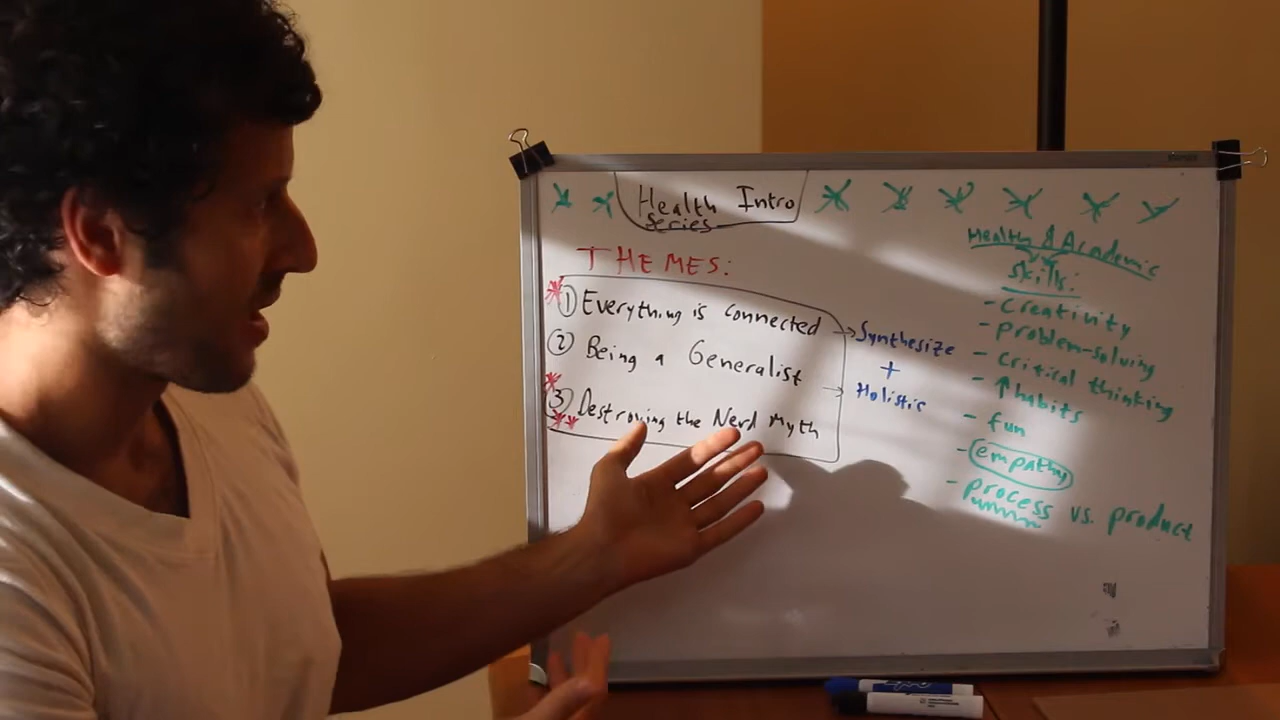 Health Intro
series
THEMES:
① Everything is connected
② Being a Generalist
③ Destroying the Nerd Myth
Synthesize
+
Holistic
Health & Academic
skills:
- creativity
- problem-solving
- critical thinking
- ↑ habits
- fun
- empathy
- process vs. product